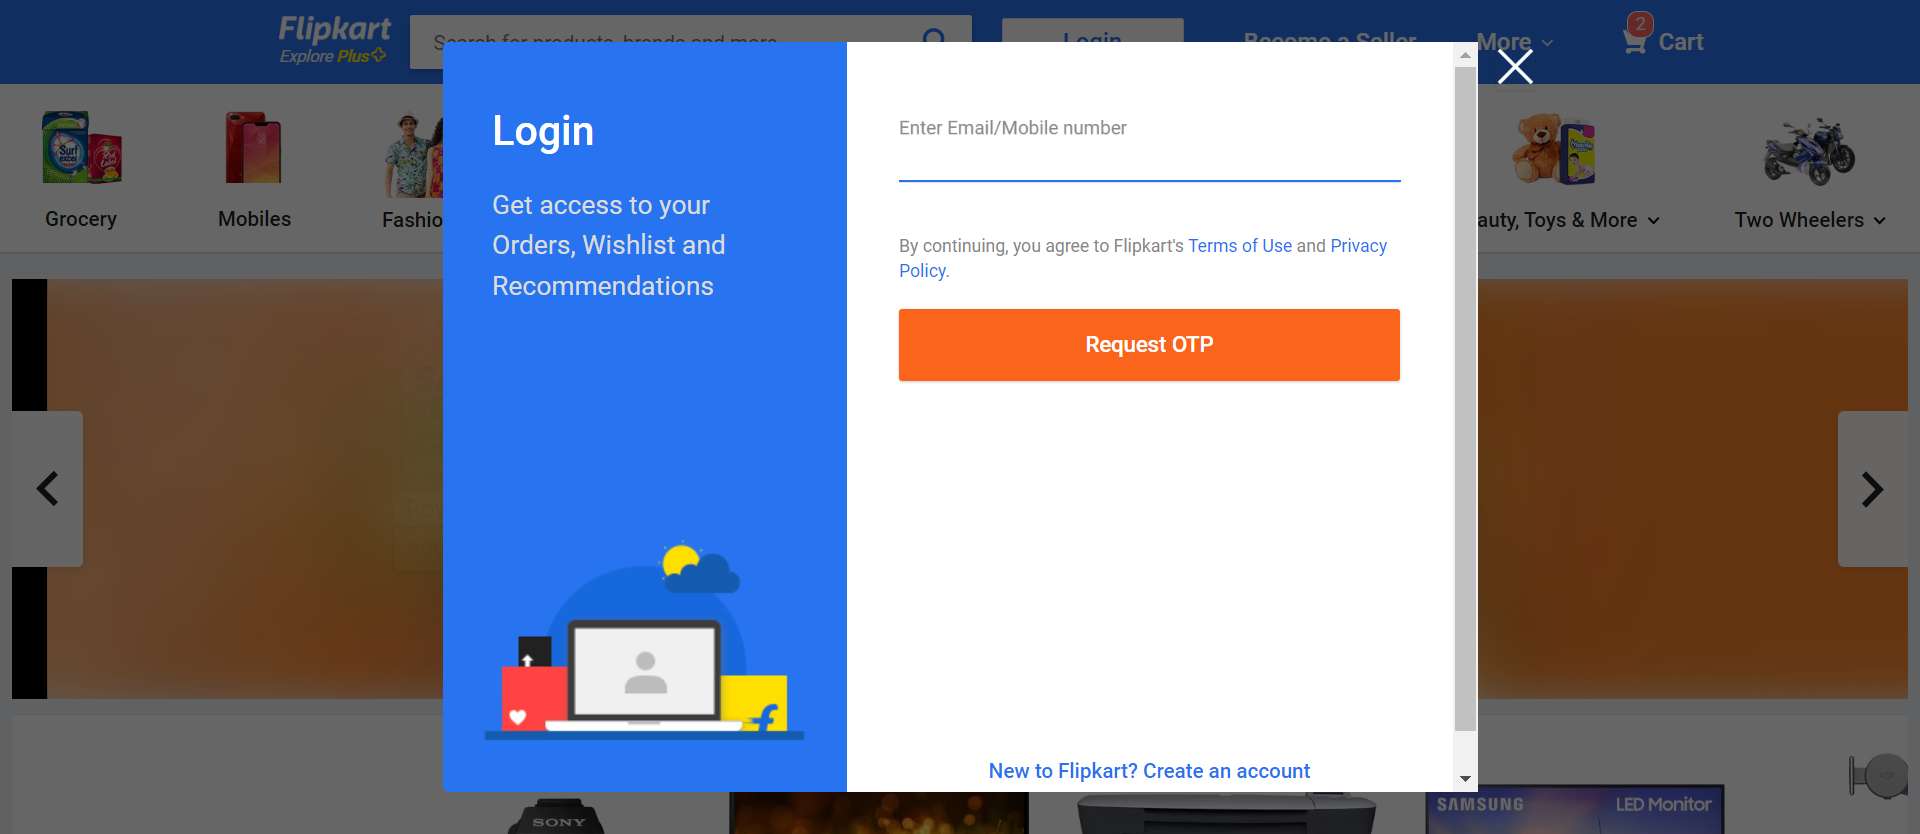 Flipkart
Explore Plus
Search for products, brands and more
Login
Become a Seller
More
2
Cart
Grocery
Mobiles
Fashio
auty, Toys & More
Two Wheelers
Login
Get access to your
Orders, Wishlist and
Recommendations
Enter Email/Mobile number
By continuing, you agree to Flipkart's Terms of Use and Privacy
Policy.
Request OTP
New to Flipkart? Create an account
Surf
excel
SONY
SAMSUNG
LED Monitor